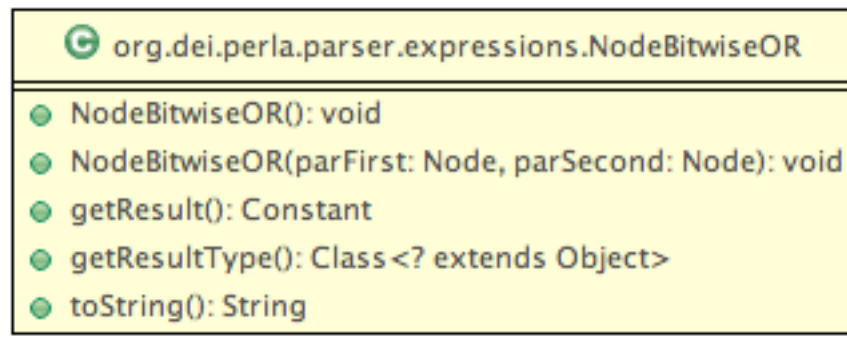 C org.dei.perla.parser.expressions.NodeBitwiseOR
NodeBitwiseOR(): void
NodeBitwiseOR(parFirst: Node, parSecond: Node): void
getResult(): Constant
getResultType(): Class<? extends Object>
toString(): String